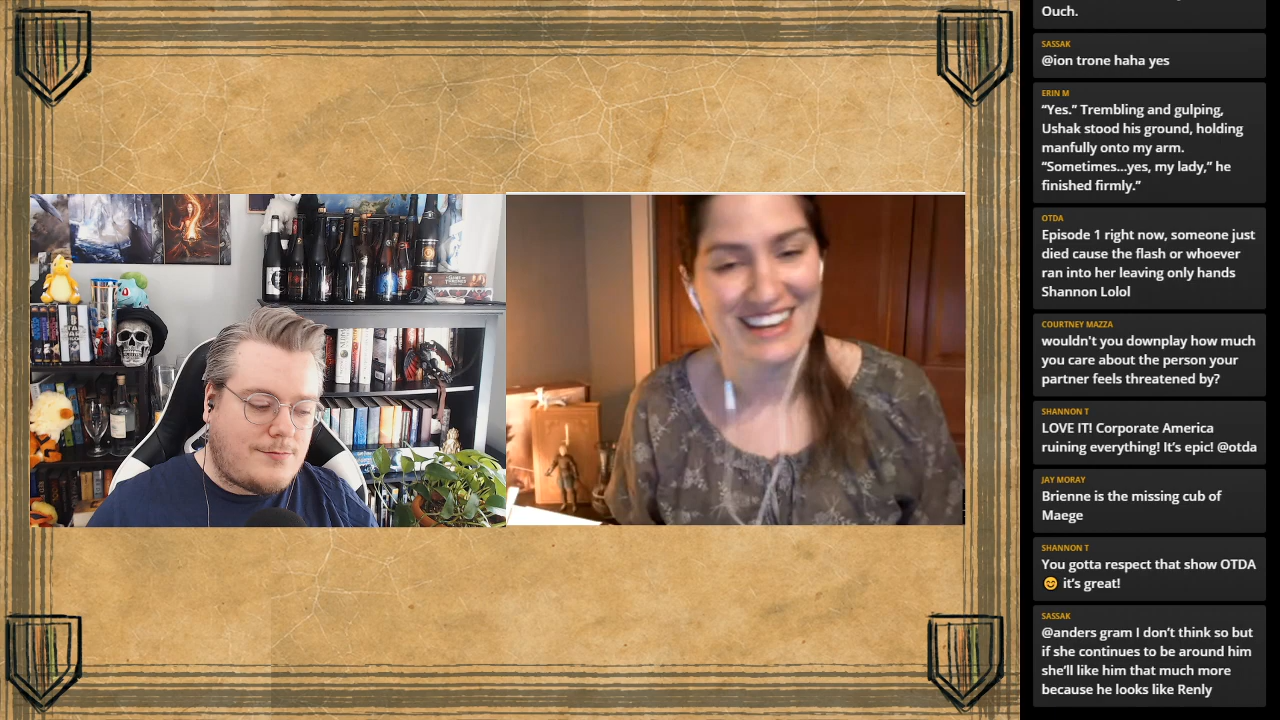 Ouch.
SASSAK
@ion trone haha yes
ERIN M
“Yes.” Trembling and gulping,
Ushak stood his ground, holding
manfully onto my arm.
“Sometimes...yes, my lady,” he
finished firmly.”
OTDA
Episode 1 right now, someone just
died cause the flash or whoever
ran into her leaving only hands
Shannon Lolol
COURTNEY MAZZA
wouldn't you downplay how much
you care about the person your
partner feels threatened by?
SHANNON T
LOVE IT! Corporate America
ruining everything! It’s epic! @otda
JAY MORAY
Brienne is the missing cub of
Maege
SHANNON T
You gotta respect that show OTDA
😊 it’s great!
SASSAK
@anders gram I don’t think so but
if she continues to be around him
she’ll like him that much more
because he looks like Renly